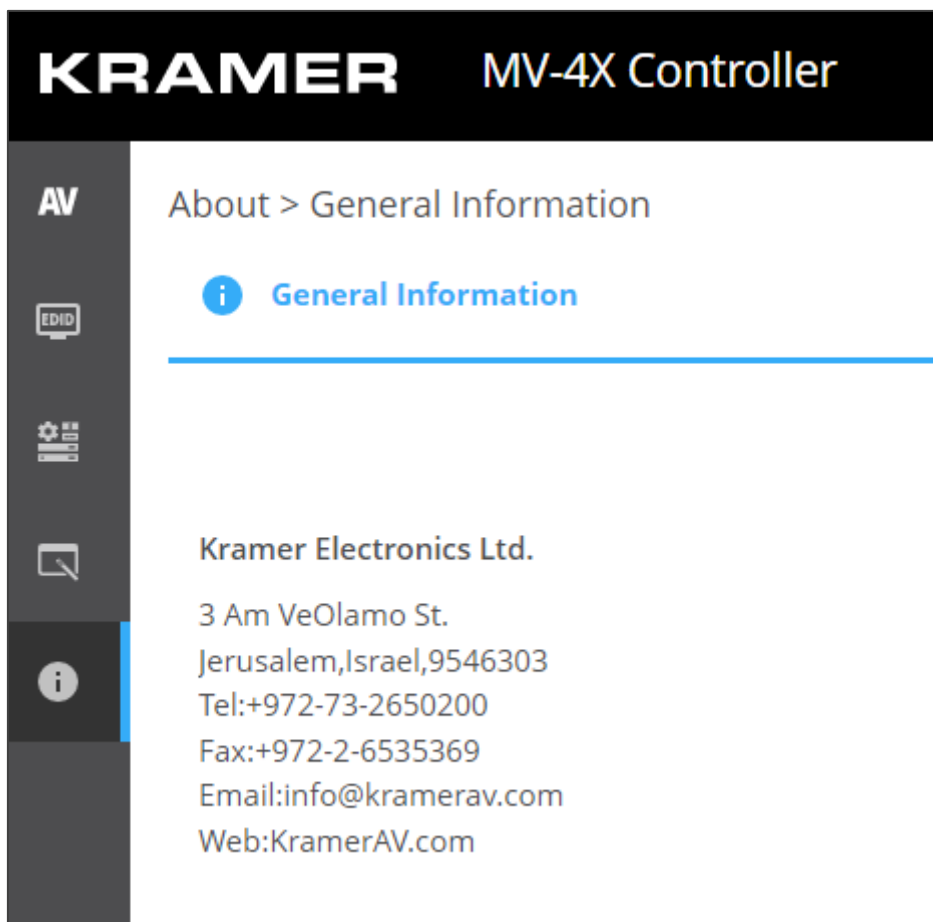 KRAMER MV-4X Controller
AV
About > General Information
i General Information
EDID
Kramer Electronics Ltd.
3 Am VeOlamo St.
Jerusalem,Israel,9546303
i
Tel:+972-73-2650200
Fax:+972-2-6535369
Email:info@kramerav.com
Web:KramerAV.com